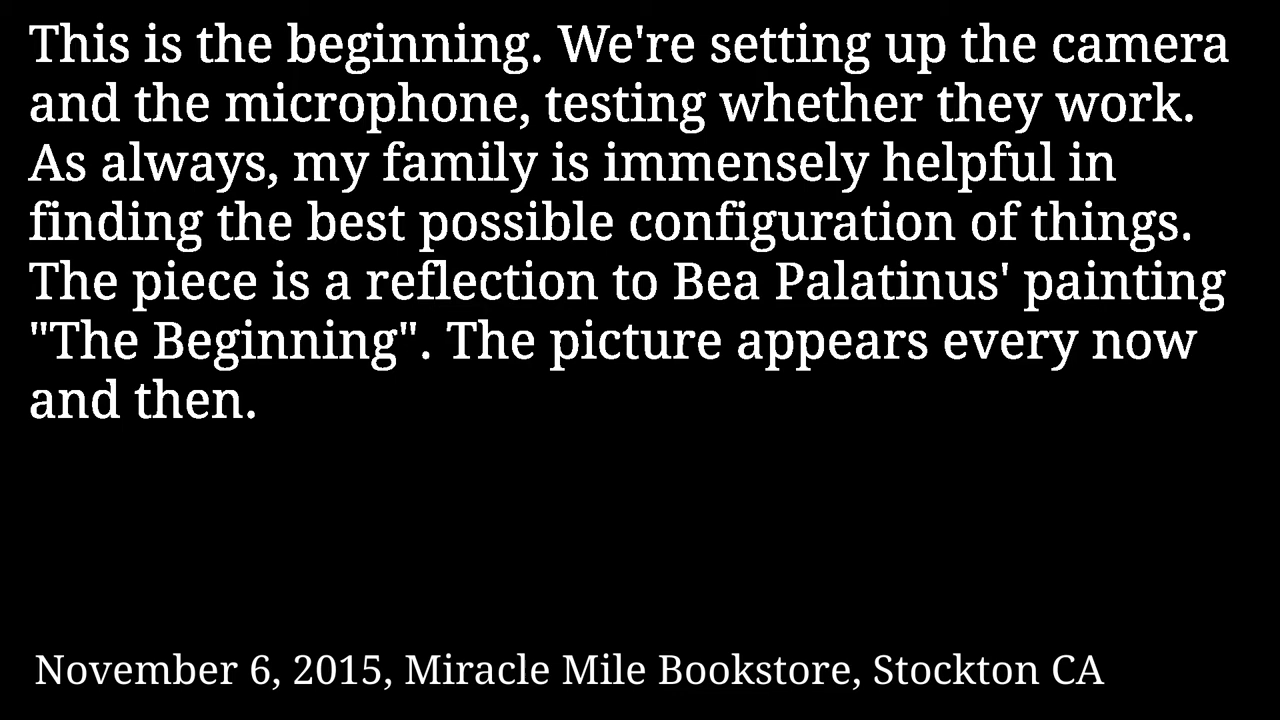 This is the beginning. We're setting up the camera
and the microphone, testing whether they work.
As always, my family is immensely helpful in
finding the best possible configuration of things.
The piece is a reflection to Bea Palatinus' painting
"The Beginning". The picture appears every now
and then.
November 6, 2015, Miracle Mile Bookstore, Stockton CA